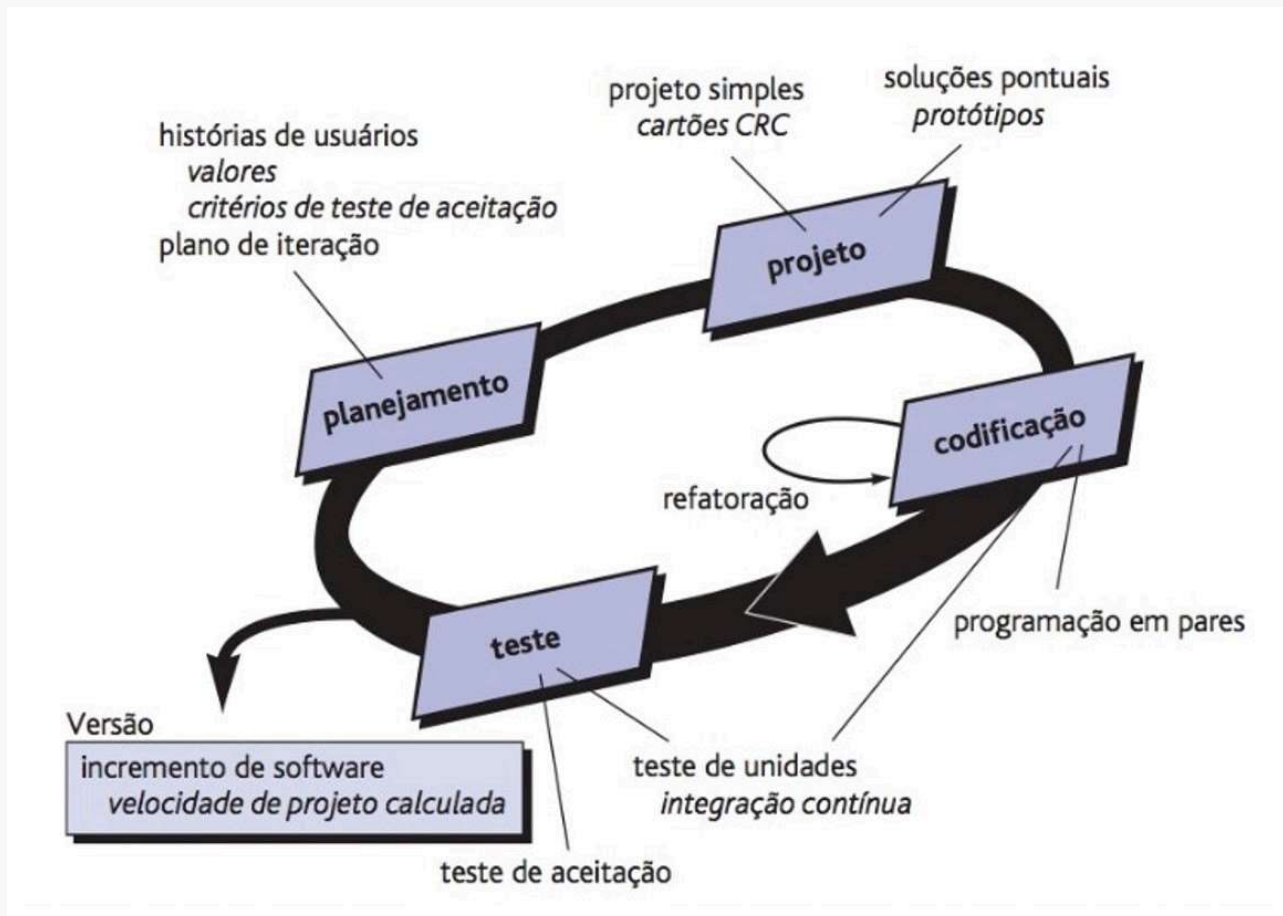 projeto simples
cartões CRC
soluções pontuais
protótipos
histórias de usuários
valores
critérios de teste de aceitação
plano de iteração
projeto
planejamento
codificação
refatoração
teste
programação em pares
Versão
incremento de software
velocidade de projeto calculada
teste de unidades
integração contínua
teste de aceitação